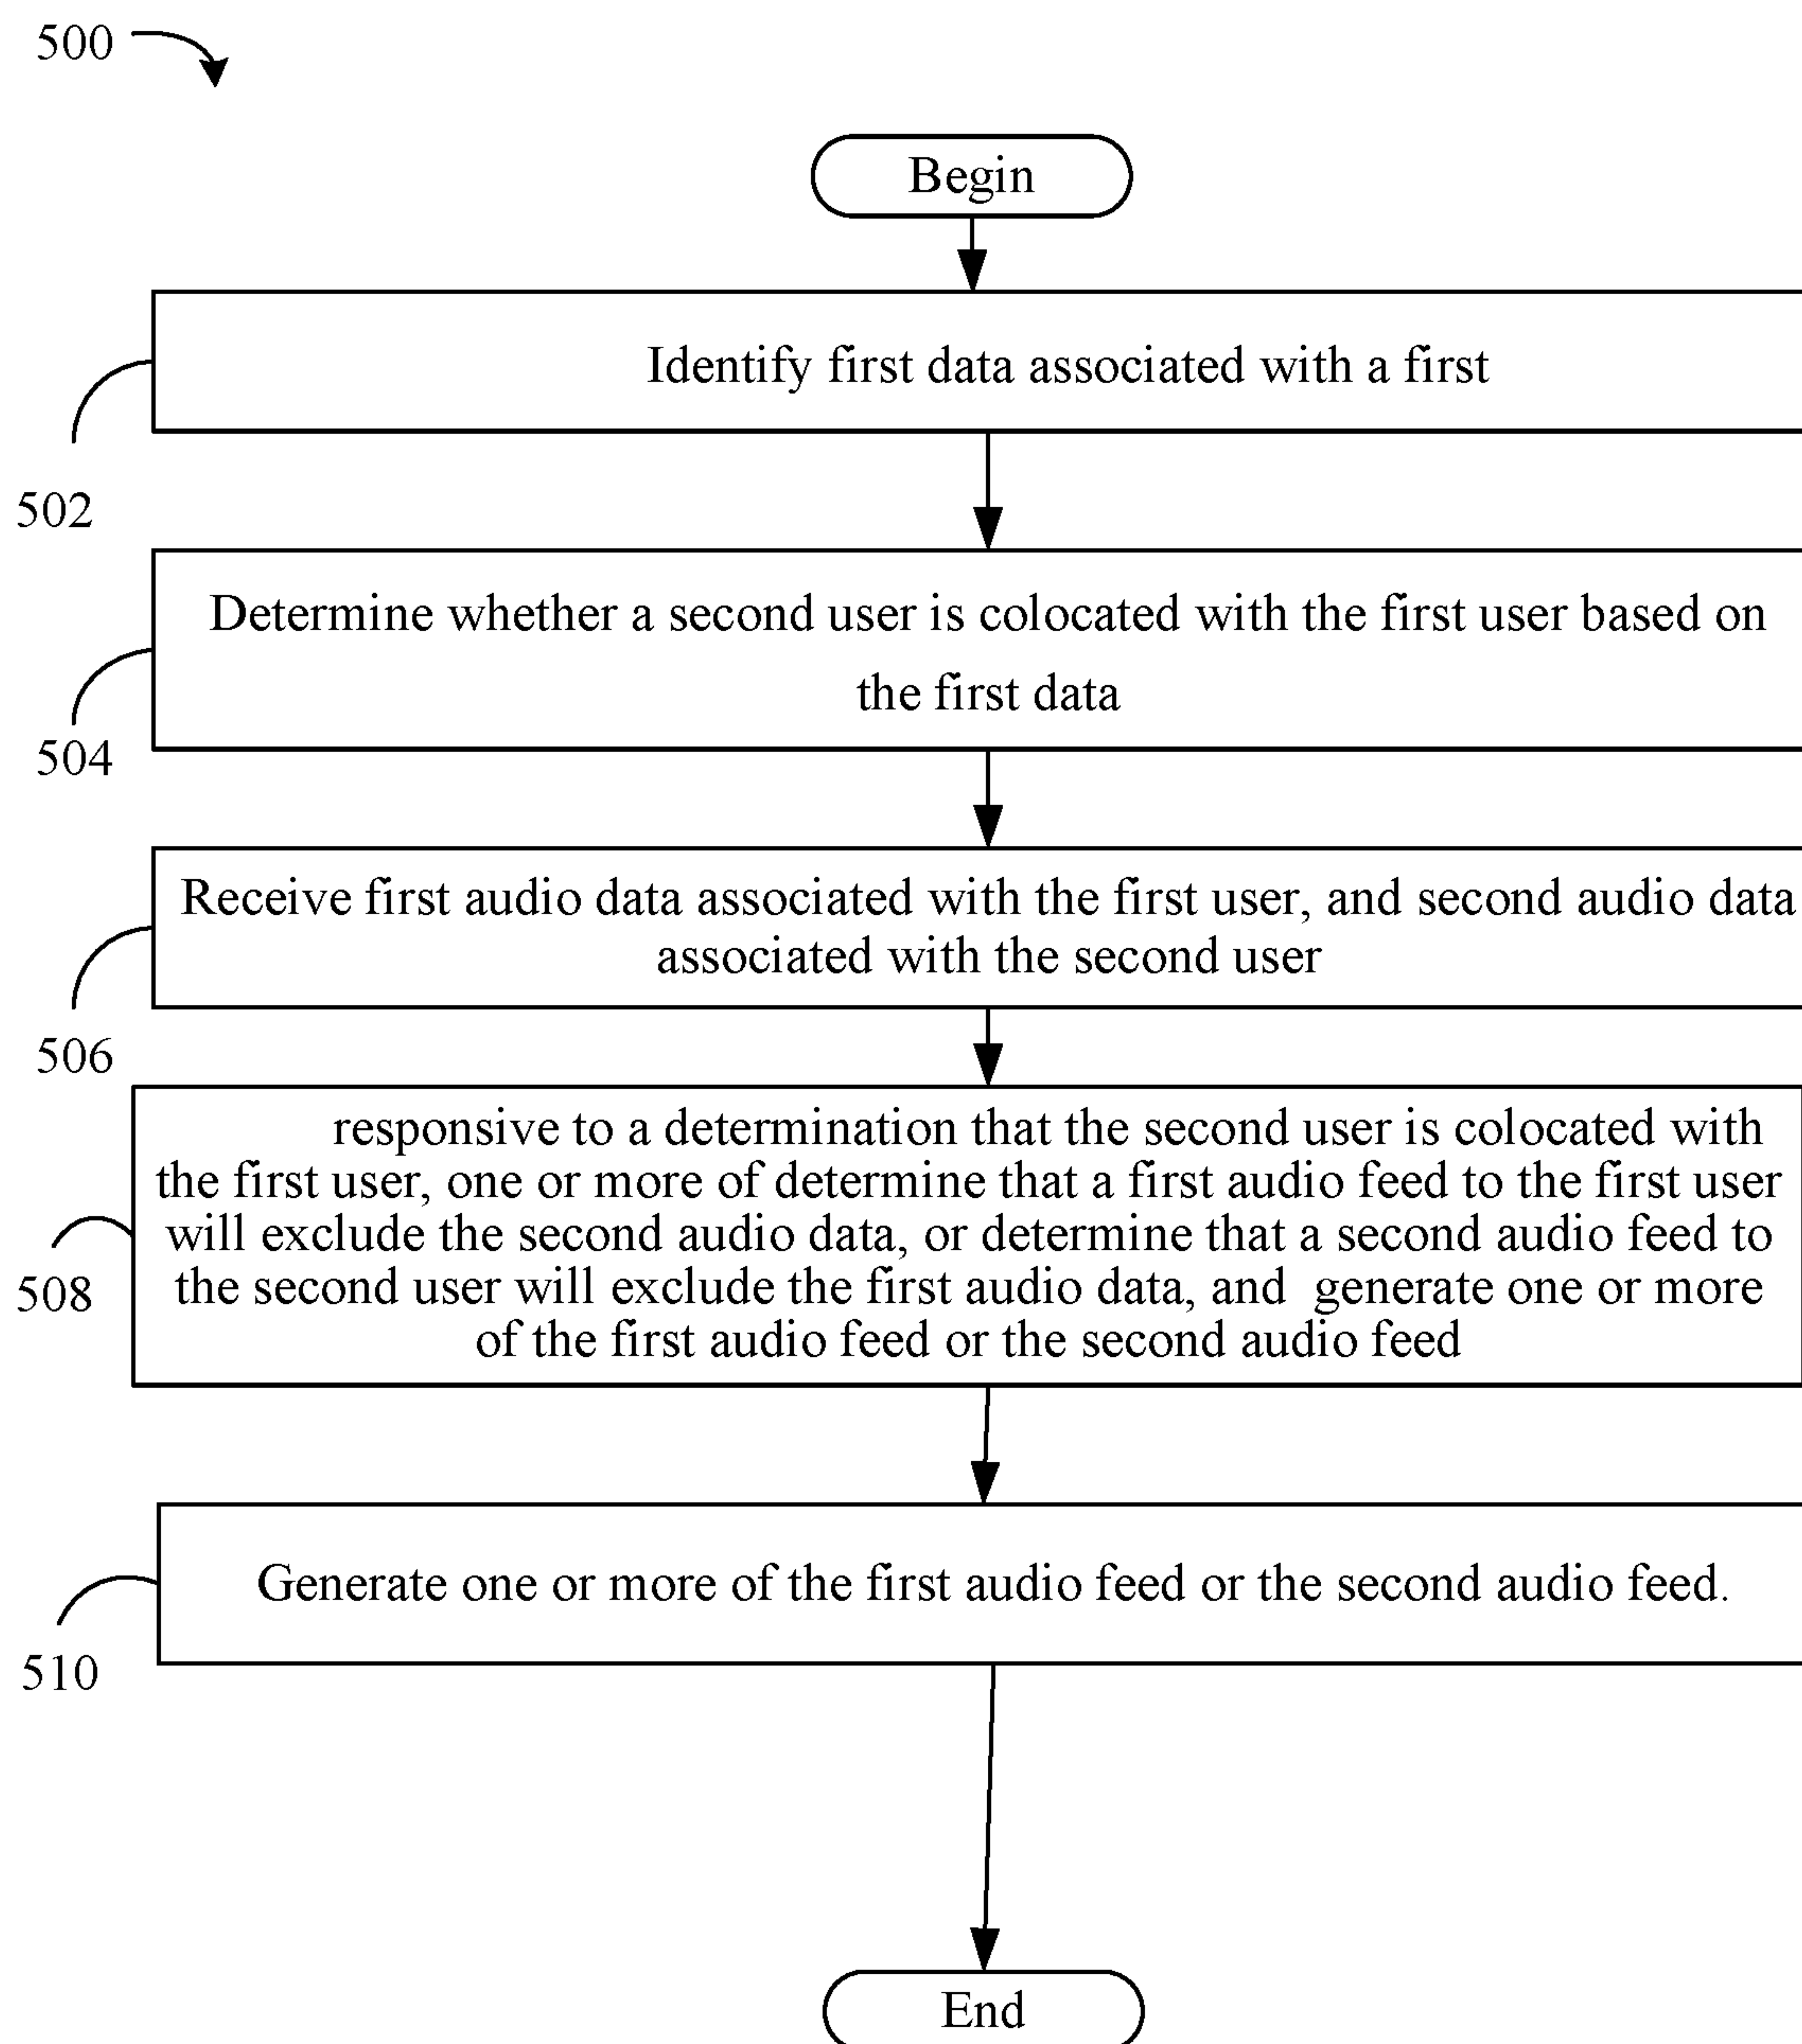 500
Begin
Identify first data associated with a first
502
Determine whether a second user is colocated with the first user based on
the first data
504
Receive first audio data associated with the first user, and second audio data
associated with the second user
506
responsive to a determination that the second user is colocated with
the first user, one or more of determine that a first audio feed to the first user
will exclude the second audio data, or determine that a second audio feed to
the second user will exclude the first audio data, and generate one or more
of the first audio feed or the second audio feed
508
Generate one or more of the first audio feed or the second audio feed.
510
End